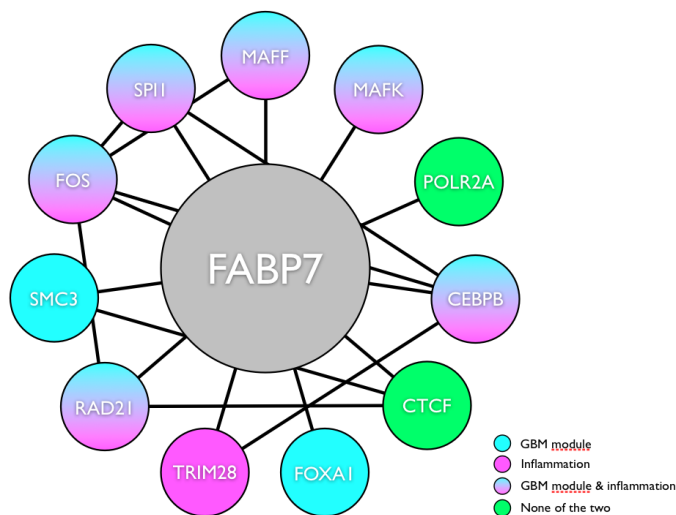 MAFF
SPI1
MAFK
FOS
POLR2A
FABP7
SMC3
CEBPB
RAD21
CTCF
TRIM28
FOXA1
GBM module
Inflammation
GBM module & inflammation
None of the two